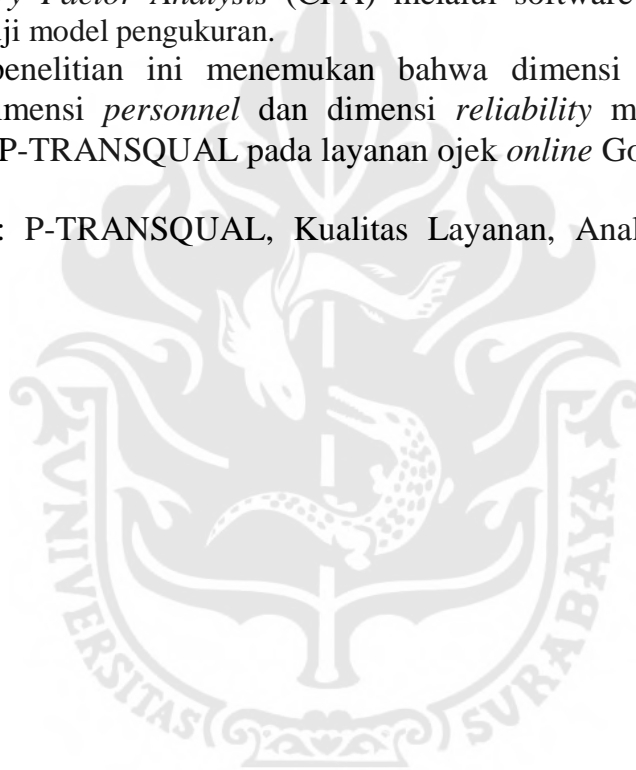 y Factor Analysis (CFA) melalui software
ji model pengukuran.
penelitian ini menemukan bahwa dimensi
imensi personnel dan dimensi reliability m
P-TRANSQUAL pada layanan ojek online Go
: P-TRANSQUAL, Kualitas Layanan, Anal
UNIVERSITAS SURABAYA